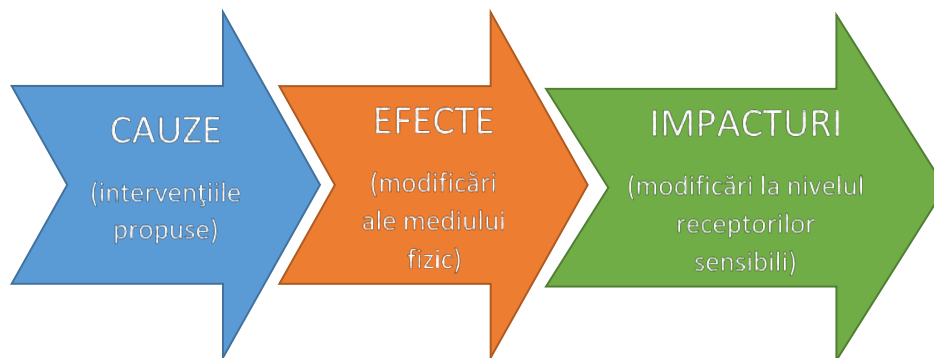 CAUZE
(intervenţiile
propuse)
EFECTE
(modificări
ale mediului
fizic)
IMPACTURI
(modificări la nivelul
receptorilor
sensibili)